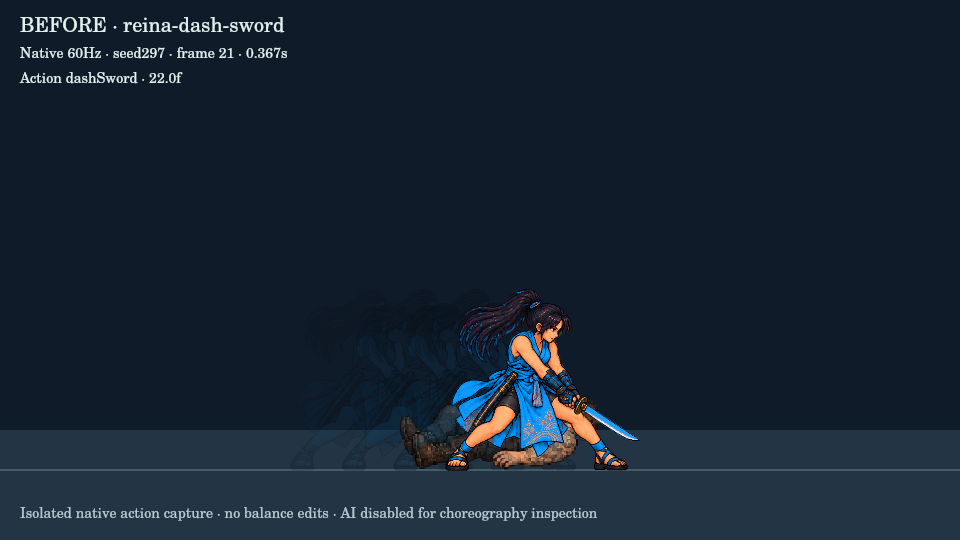 BEFORE · reina-dash-sword
Native 60Hz · seed297 · frame 21 · 0.367s
Action dashSword · 22.0f
Isolated native action capture · no balance edits · AI disabled for choreography inspection